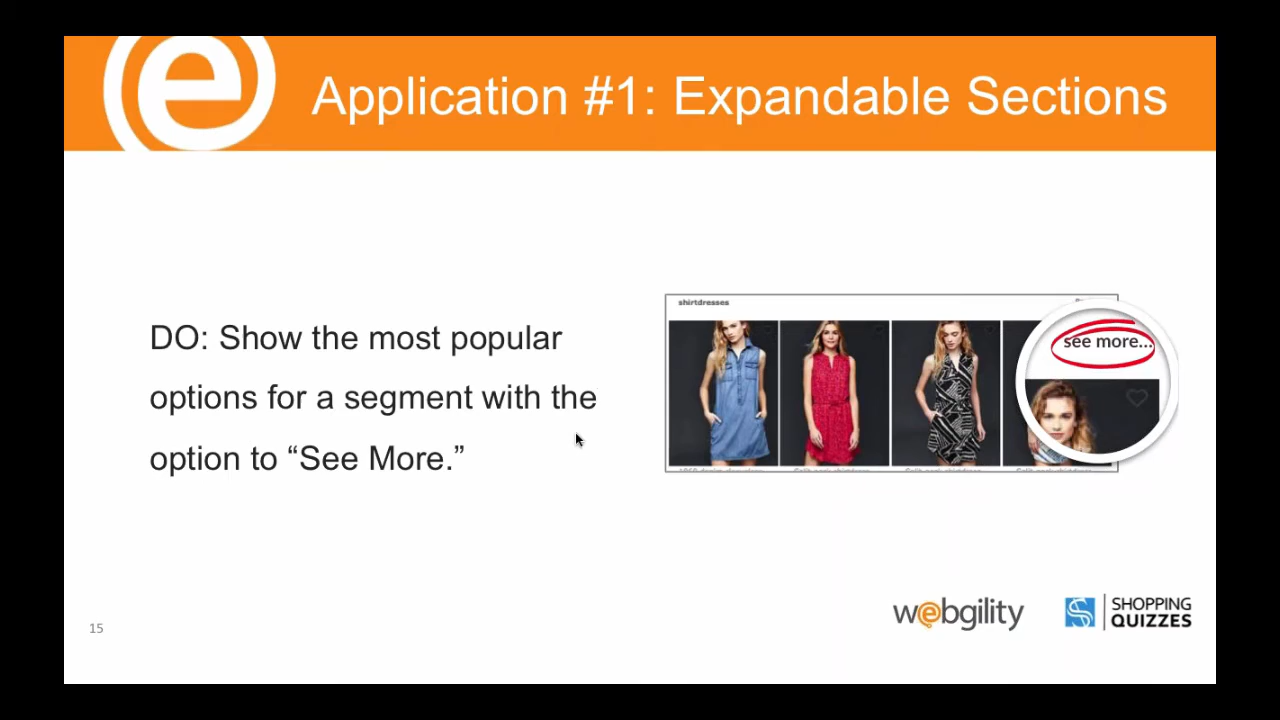 Application #1: Expandable Sections
DO: Show the most popular
options for a segment with the
option to “See More.”
shirtdresses
see more...
webgility
SHOPPING
QUIZZES
15